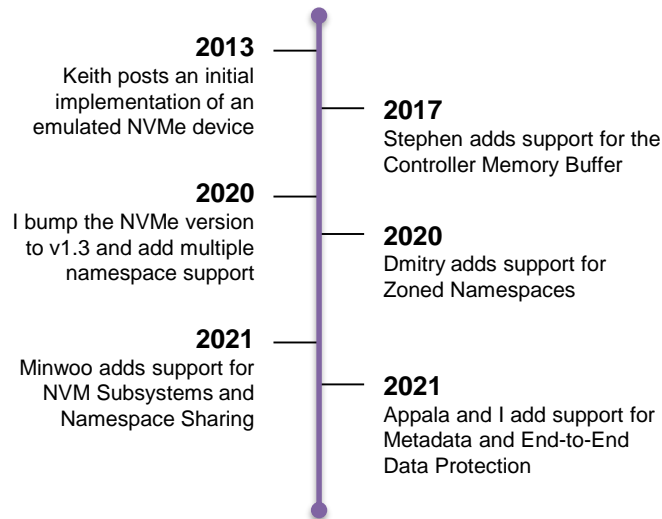 2013
Keith posts an initial
implementation of an
emulated NVMe device
2017
Stephen adds support for the
Controller Memory Buffer
2020
I bump the NVMe version
to v1.3 and add multiple
namespace support
2020
Dmitry adds support for
Zoned Namespaces
2021
Minwoo adds support for
NVM Subsystems and
Namespace Sharing
2021
Appala and I add support for
Metadata and End-to-End
Data Protection